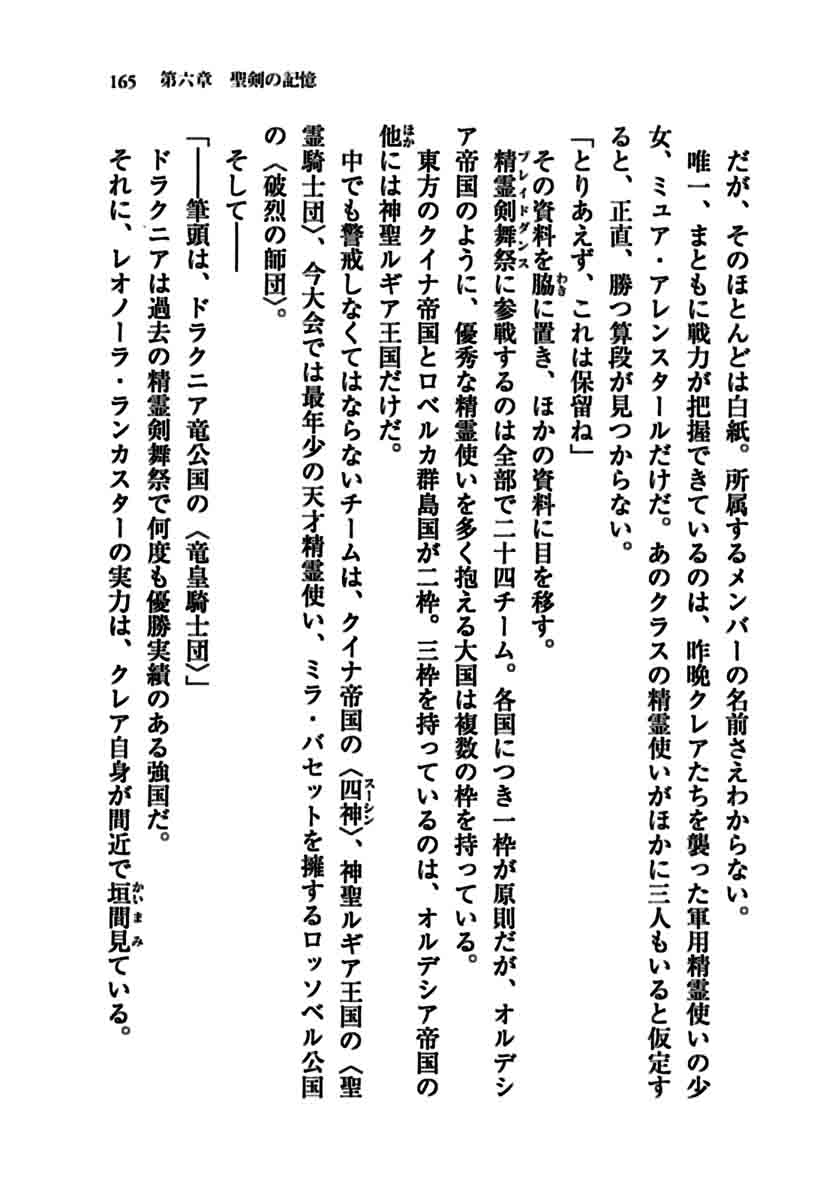 165　第六章　聖剣の記憶
だが、そのほとんどは白紙。所属するメンバーの名前さえわからない。
唯一、まともに戦力が把握できているのは、昨晩クレアたちを襲った軍用精霊使いの少
女、ミュア・アレンスタールだけだ。あのクラスの精霊使いがほかに三人もいると仮定す
ると、正直、勝つ算段が見つからない。
「とりあえず、これは保留ね」
その資料を脇に置き、ほかの資料に目を移す。
精霊剣舞祭に参戦するのは全部で二十四チーム。各国につき一枠が原則だが、オルデシ
ア帝国のように、優秀な精霊使いを多く抱える大国は複数の枠を持っている。
東方のクイナ帝国とロベルカ群島国が二枠。三枠を持っているのは、オルデシア帝国の
他には神聖ルギア王国だけだ。
中でも警戒しなくてはならないチームは、クイナ帝国の〈四神〉、神聖ルギア王国の〈聖
霊騎士団〉、今大会では最年少の天才精霊使い、ミラ・バセットを擁するロッソベル公国
の〈破烈の師団〉。
そして――
「――筆頭は、ドラクニア竜公国の〈竜皇騎士団〉」
ドラクニアは過去の精霊剣舞祭で何度も優勝実績のある強国だ。
それに、レオノーラ・ランカスターの実力は、クレア自身が間近で垣間見ている。